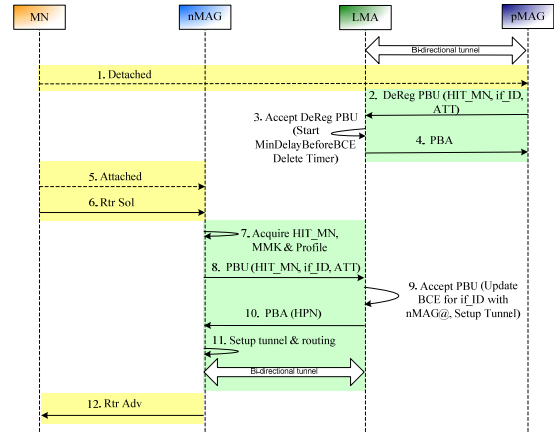 MN
nMAG
LMA
pMAG
Bi-directional tunnel
1. Detached
2. DeReg PBU (HIT_MN, if_ID,
ATT)
3. Accept DeReg PBU
(Start
MinDelayBeforeBCE
Delete Timer)
4. PBA
5. Attached
6. Rtr Sol
7. Acquire HIT_MN,
MMK & Profile
8. PBU (HIT_MN, if_ID, ATT)
9. Accept PBU (Update
BCE for if_ID with
nMAG@, Setup Tunnel)
10. PBA (HPN)
11. Setup tunnel & routing
Bi-directional tunnel
12. Rtr Adv